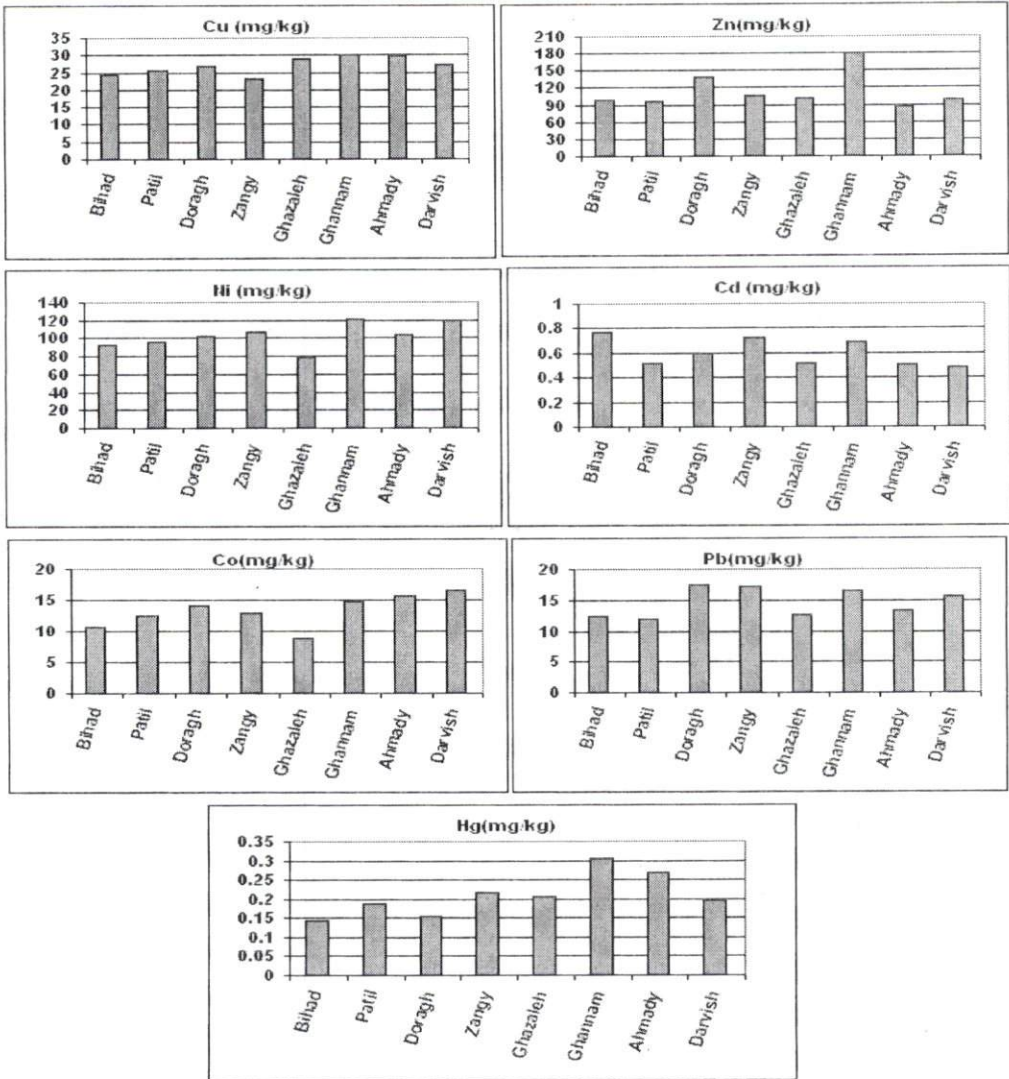 Cu (mg/kg)
35
30
25
20
15
10
5
0
Bihad
Patil
Doragh
Zangy
Ghazaleh
Ghannam
Ahmady
Darvish
Zn(mg/kg)
210
180
150
120
90
60
30
0
Bihad
Patil
Doragh
Zangy
Ghazaleh
Ghannam
Ahmady
Darvish
Ni (mg/kg)
140
120
100
80
60
40
20
0
Bihad
Patil
Doragh
Zangy
Ghazaleh
Ghannam
Ahmady
Darvish
Cd (mg/kg)
1
0.8
0.6
0.4
0.2
0
Bihad
Patil
Doragh
Zangy
Ghazaleh
Ghannam
Ahmady
Darvish
Co(mg/kg)
20
15
10
5
0
Bihad
Patil
Doragh
Zangy
Ghazaleh
Ghannam
Ahmady
Darvish
Pb(mg/kg)
20
15
10
5
0
Bihad
Patil
Doragh
Zangy
Ghazaleh
Ghannam
Ahmady
Darvish
Hg(mg/kg)
0.35
0.3
0.25
0.2
0.15
0.1
0.05
0
Bihad
Patil
Doragh
Zangy
Ghazaleh
Ghannam
Ahmady
Darvish